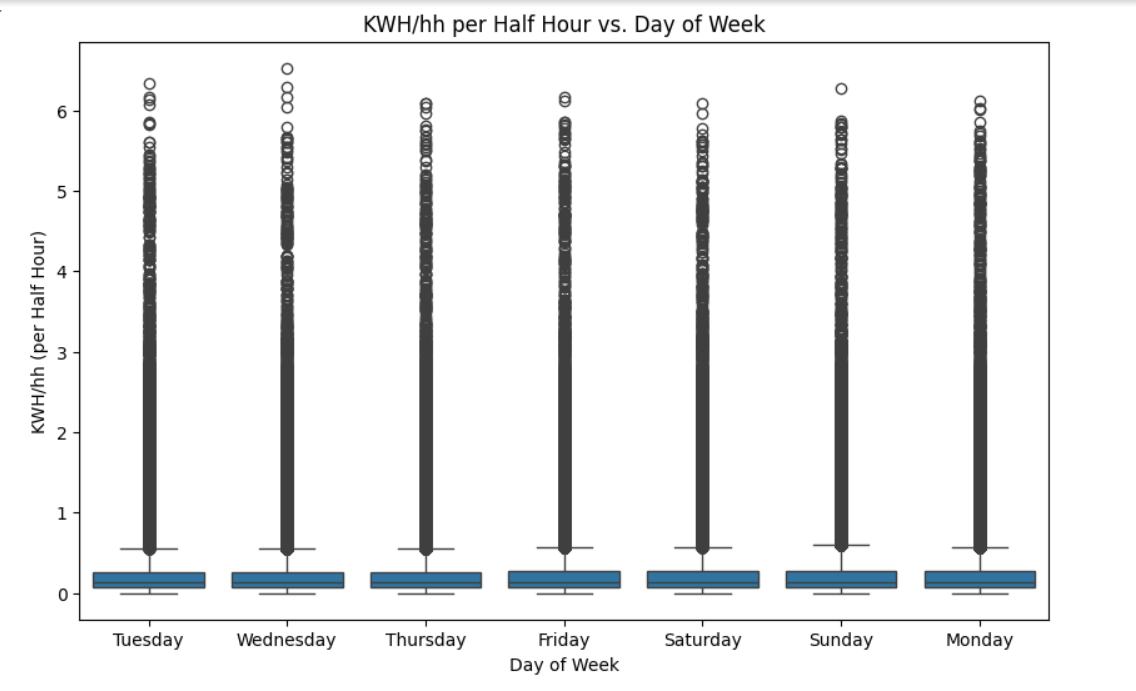 KWH/hh per Half Hour vs. Day of Week
KWH/hh (per Half Hour)
6
5
4
3
2
1
0
Tuesday Wednesday Thursday Friday Saturday Sunday Monday
Day of Week